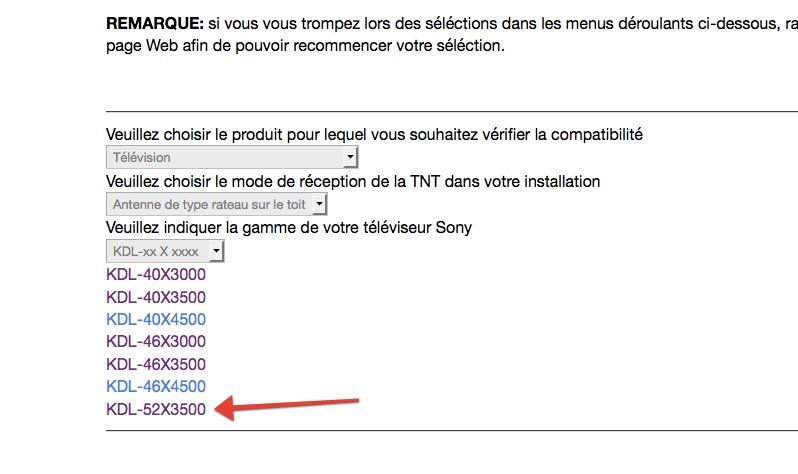 REMARQUE: si vous vous trompez lors des séléctions dans les menus déroulants ci-dessous, ra
page Web afin de pouvoir recommencer votre séléction.
Veuillez choisir le produit pour lequel vous souhaitez vérifier la compatibilité
Télévision
Veuillez choisir le mode de réception de la TNT dans votre installation
Antenne de type rateau sur le toit
Veuillez indiquer la gamme de votre téléviseur Sony
KDL-xx X xxxx
KDL-40X3000
KDL-40X3500
KDL-40X4500
KDL-46X3000
KDL-46X3500
KDL-46X4500
KDL-52X3500